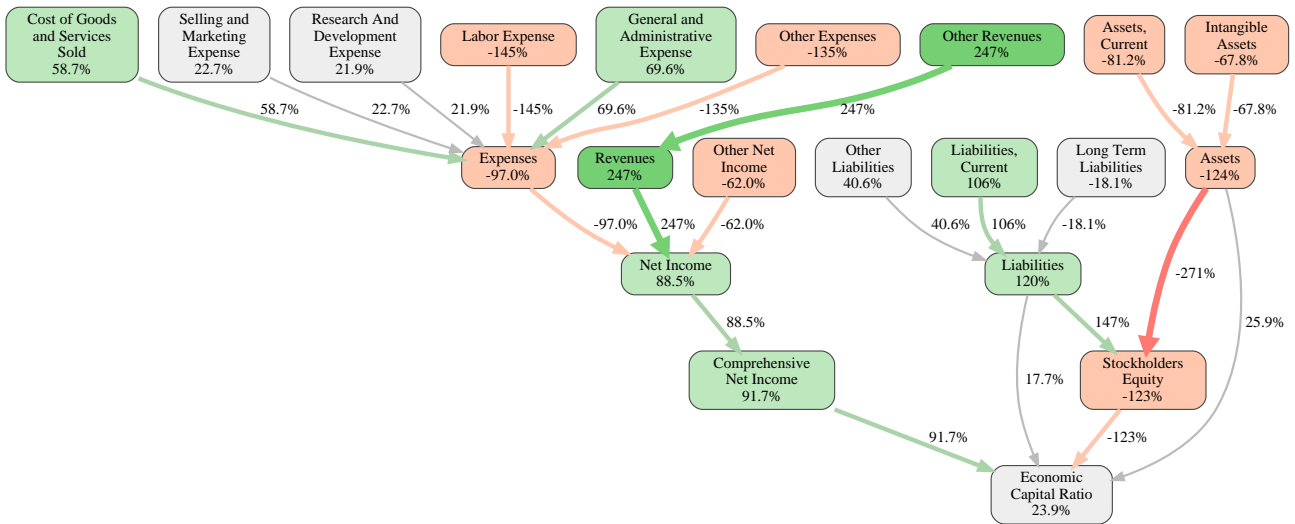 Cost of Goods
and Services
Sold
58.7%
Selling and
Marketing
Expense
22.7%
Research And
Development
Expense
21.9%
Labor Expense
-145%
General and
Administrative
Expense
69.6%
Other Expenses
-135%
Other Revenues
247%
Assets,
Current
-81.2%
Intangible
Assets
-67.8%
58.7%
22.7%
21.9%
-145%
69.6%
-135%
247%
-81.2%
-67.8%
Expenses
-97.0%
Revenues
247%
Other Net
Income
-62.0%
Other
Liabilities
40.6%
Liabilities,
Current
106%
Long Term
Liabilities
-18.1%
Assets
-124%
-97.0%
247%
-62.0%
40.6%
106%
-18.1%
Net Income
88.5%
Liabilities
120%
-271%
88.5%
147%
25.9%
Comprehensive
Net Income
91.7%
17.7%
Stockholders
Equity
-123%
91.7%
-123%
Economic
Capital Ratio
23.9%